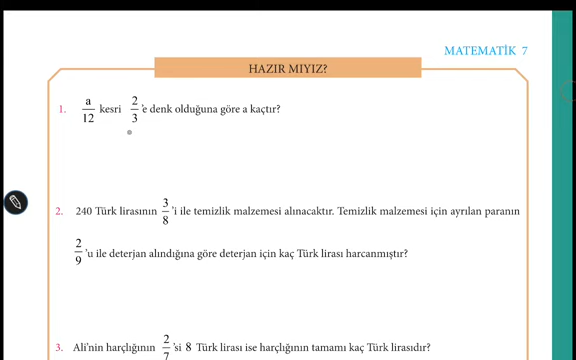 MATEMATİK 7
HAZIR MIYIZ?
1. a/12 kesri 2/3 'e denk olduğuna göre a kaçtır?
2. 240 Türk lirasının 3/8 'i ile temizlik malzemesi alınacaktır. Temizlik malzemesi için ayrılan paranın
2/9 'u ile deterjan alındığına göre deterjan için kaç Türk lirası harcanmıştır?
3. Ali'nin harçlığının 2/7 'si 8 Türk lirası ise harçlığının tamamı kaç Türk lirasıdır?